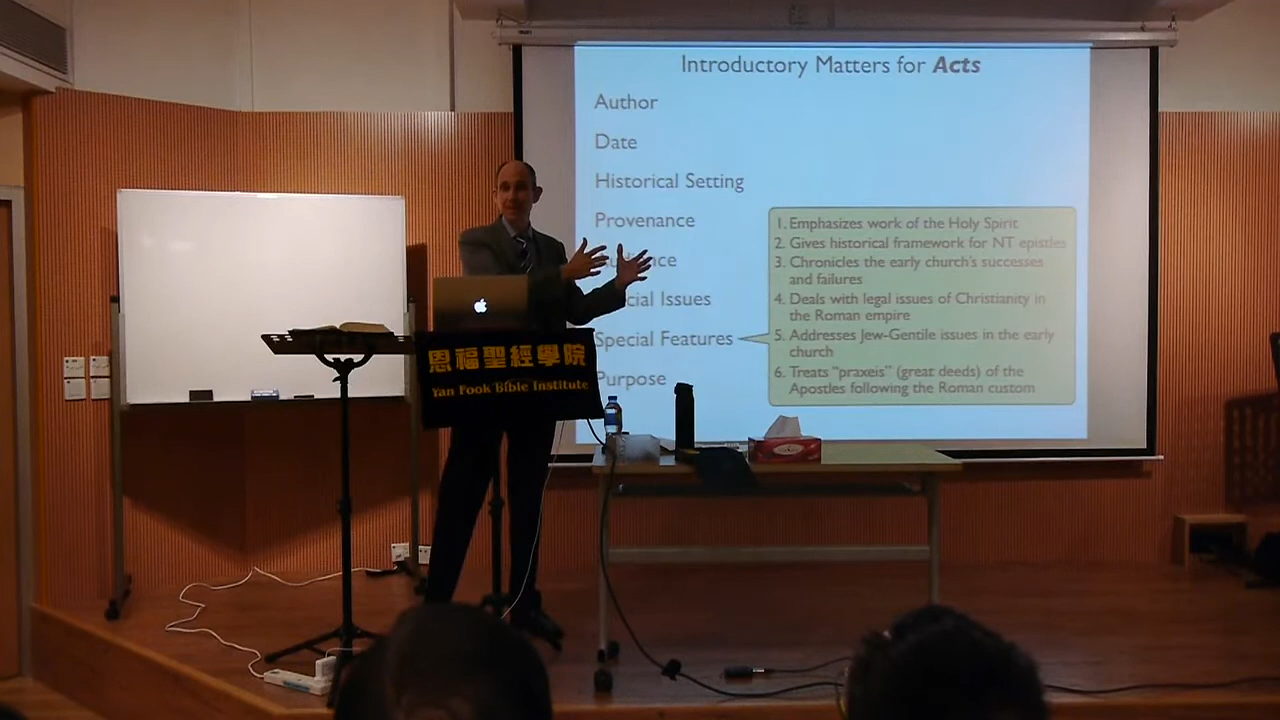 Introductory Matters for Acts
Author
Date
Historical Setting
Provenance
Issues
Special Features
Purpose
1. Emphasizes work of the Holy Spirit
2. Gives historical framework for NT epistles
3. Chronicles the early church's successes
and failures
4. Deals with legal issues of Christianity in
the Roman empire
5. Addresses Jew-Gentile issues in the early
church
6. Treats "praxeis" (great deeds) of the
Apostles following the Roman custom
恩福聖經學院
Yan Fook Bible Institute